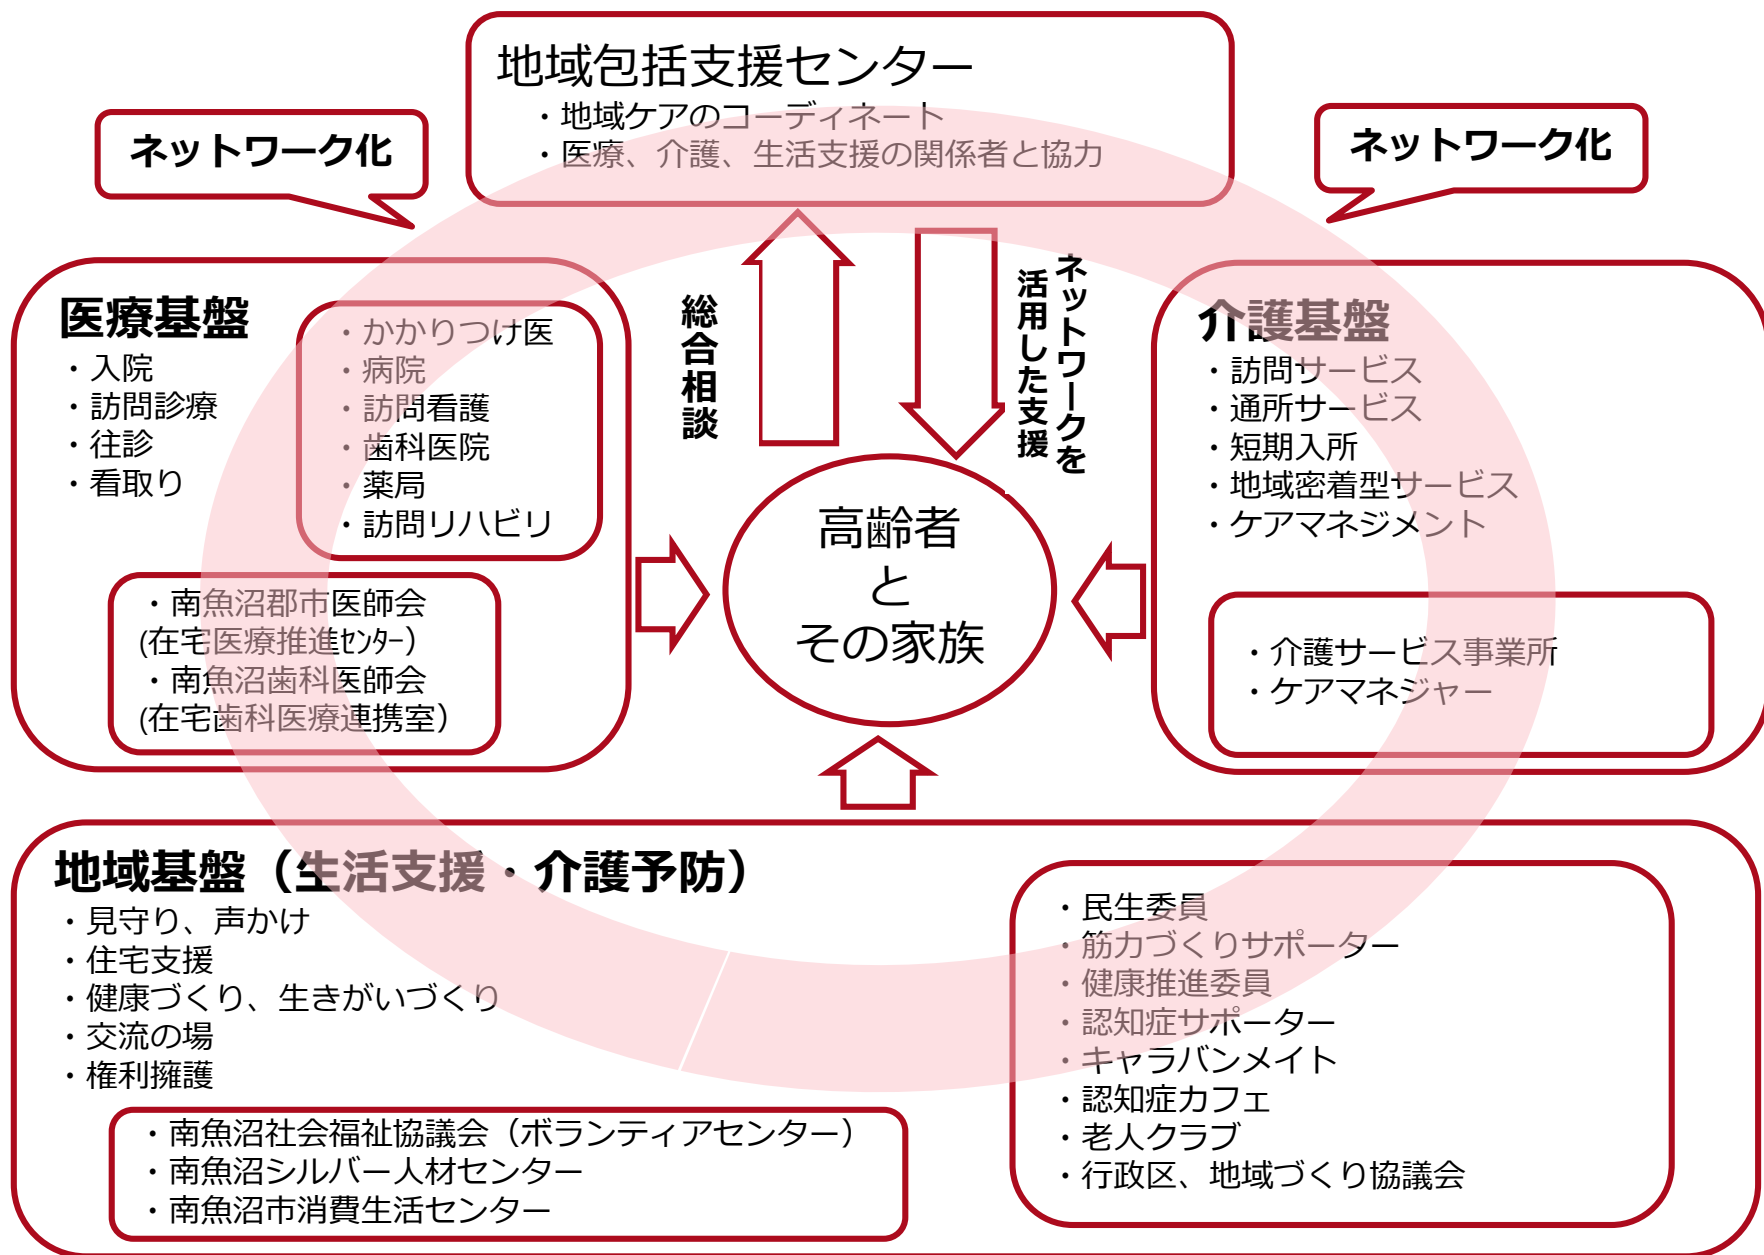 地域包括支援センター
・地域ケアのコーディネート
・医療、介護、生活支援の関係者と協力
ネットワーク化
ネットワーク化
医療基盤
・入院
・訪問診療
・往診
・看取り
・かかりつけ医
・病院
・訪問看護
・歯科医院
・薬局
・訪問リハビリ
・南魚沼郡市医師会
(在宅医療推進ｾﾝﾀｰ）
・南魚沼歯科医師会
(在宅歯科医療連携室）
総合相談
ネットワークを
活用した支援
高齢者
と
その家族
介護基盤
・訪問サービス
・通所サービス
・短期入所
・地域密着型サービス
・ケアマネジメント
・介護サービス事業所
・ケアマネジャー
地域基盤（生活支援・介護予防）
・見守り、声かけ
・住宅支援
・健康づくり、生きがいづくり
・交流の場
・権利擁護
・南魚沼社会福祉協議会（ボランティアセンター）
・南魚沼シルバー人材センター
・南魚沼市消費生活センター
・民生委員
・筋力づくりサポーター
・健康推進委員
・認知症サポーター
・キャラバンメイト
・認知症カフェ
・老人クラブ
・行政区、地域づくり協議会